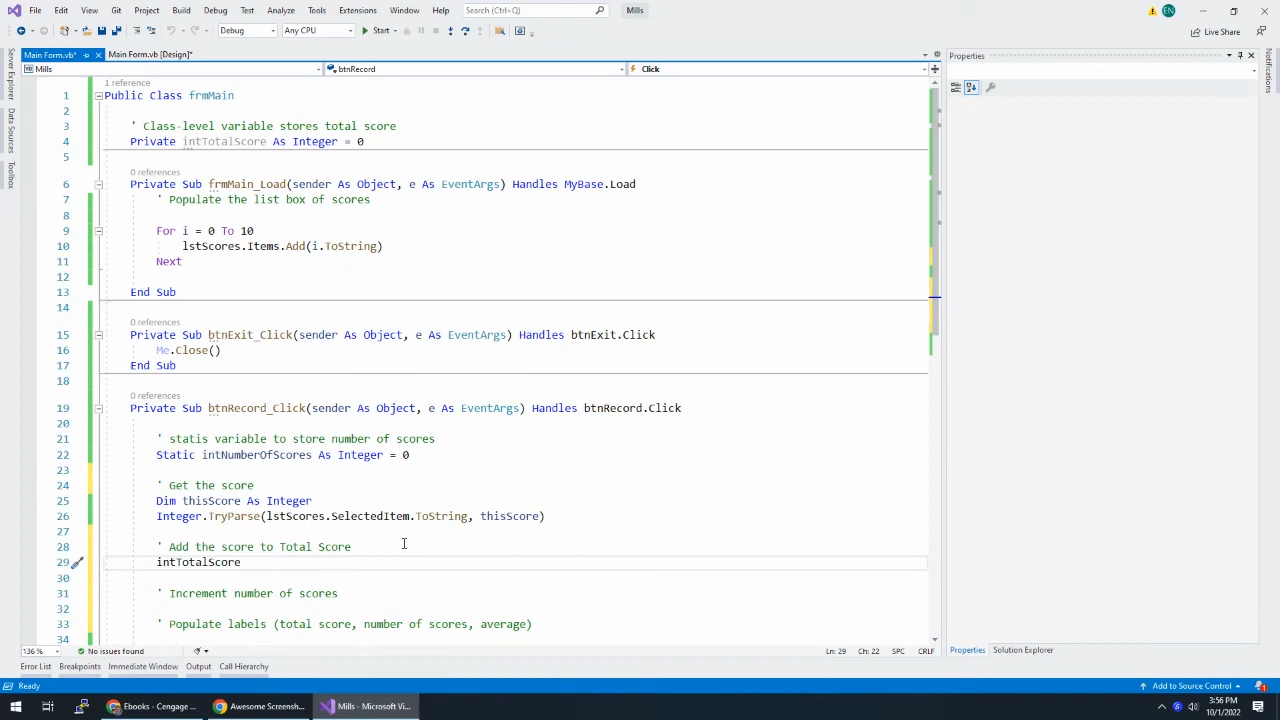 File Edit View Git Project Build Debug Test Analyze Tools Extensions Window Help Search (Ctrl+Q) Mills EN
Debug Any CPU Start Live Share
Main Form.vb* Main Form.vb [Design]* Properties
Mills btnRecord Click
Server Explorer
Data Sources
Toolbox
Notifications
1 reference
1 Public Class frmMain
2
3 ' Class-level variable stores total score
4 Private intTotalScore As Integer = 0
5
0 references
6 Private Sub frmMain_Load(sender As Object, e As EventArgs) Handles MyBase.Load
7 ' Populate the list box of scores
8
9 For i = 0 To 10
10 lstScores.Items.Add(i.ToString)
11 Next
12
13 End Sub
14
0 references
15 Private Sub btnExit_Click(sender As Object, e As EventArgs) Handles btnExit.Click
16 Me.Close()
17 End Sub
18
0 references
19 Private Sub btnRecord_Click(sender As Object, e As EventArgs) Handles btnRecord.Click
20
21 ' statis variable to store number of scores
22 Static intNumberOfScores As Integer = 0
23
24 ' Get the score
25 Dim thisScore As Integer
26 Integer.TryParse(lstScores.SelectedItem.ToString, thisScore)
27
28 ' Add the score to Total Score
29 intTotalScore
30
31 ' Increment number of scores
32
33 ' Populate labels (total score, number of scores, average)
34
136 % No issues found Ln: 29 Ch: 22 SPC CRLF Properties Solution Explorer
Error List Breakpoints Immediate Window Output Call Hierarchy
Ready Add to Source Control 1
Ebooks - Cengage ... Awesome Screensh... Mills - Microsoft Vi... 3:56 PM
10/1/2022